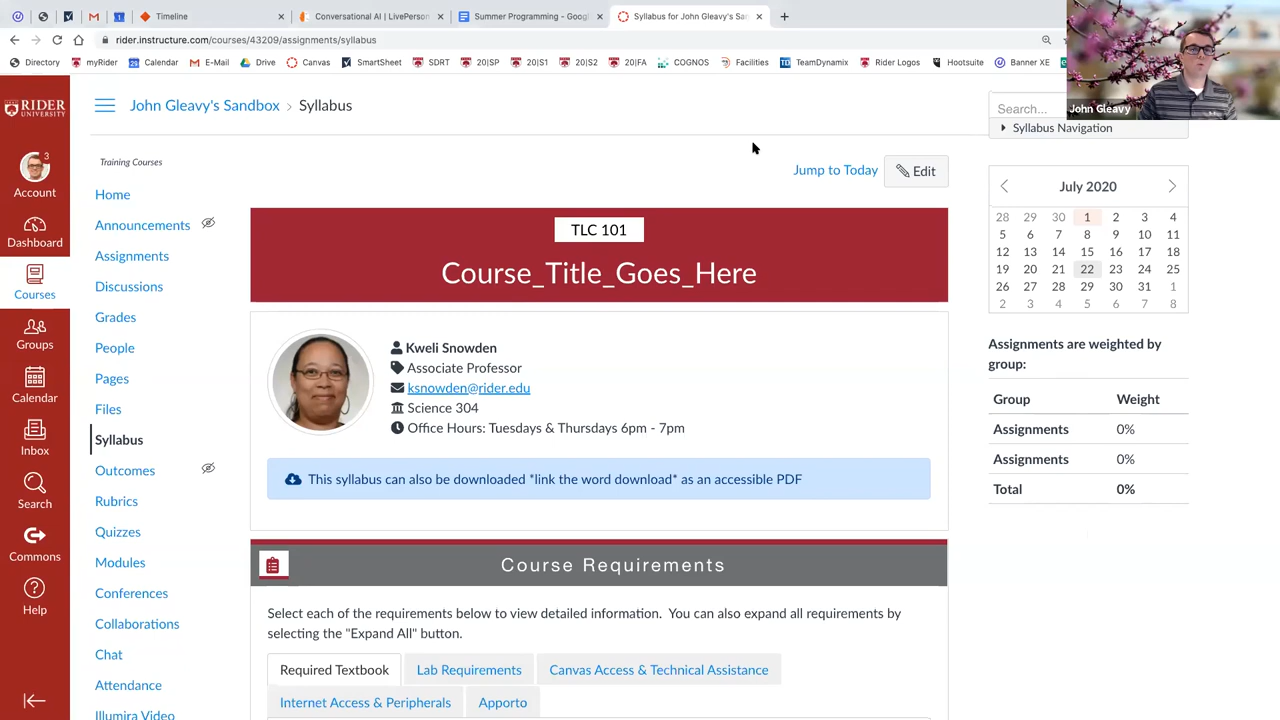 Timeline
Conversational AI | LivePerson
Summer Programming - Googl
Syllabus for John Gleavy's San
rider.instructure.com/courses/43209/assignments/syllabus
Directory
myRider
Calendar
E-Mail
Drive
Canvas
SmartSheet
SDRT
20|SP
20|S1
20|S2
20|FA
COGNOS
Facilities
TeamDynamix
Rider Logos
Hootsuite
Banner XE
John Gleavy
RIDER
UNIVERSITY
3
Account
Dashboard
Courses
Groups
Calendar
Inbox
Search
Commons
Help
John Gleavy's Sandbox > Syllabus
Training Courses
Home
Announcements
Assignments
Discussions
Grades
People
Pages
Files
Syllabus
Outcomes
Rubrics
Quizzes
Modules
Conferences
Collaborations
Chat
Attendance
Illumira Video
Jump to Today
Edit
TLC 101
Course_Title_Goes_Here
Kweli Snowden
Associate Professor
ksnowden@rider.edu
Science 304
Office Hours: Tuesdays & Thursdays 6pm - 7pm
This syllabus can also be downloaded *link the word download* as an accessible PDF
Course Requirements
Select each of the requirements below to view detailed information. You can also expand all requirements by
selecting the "Expand All" button.
Required Textbook
Lab Requirements
Canvas Access & Technical Assistance
Internet Access & Peripherals
Apporto
Search...
Syllabus Navigation
July 2020
28 29 30 1 2 3 4
5 6 7 8 9 10 11
12 13 14 15 16 17 18
19 20 21 22 23 24 25
26 27 28 29 30 31 1
2 3 4 5 6 7 8
Assignments are weighted by
group:
Group Weight
Assignments 0%
Assignments 0%
Total 0%